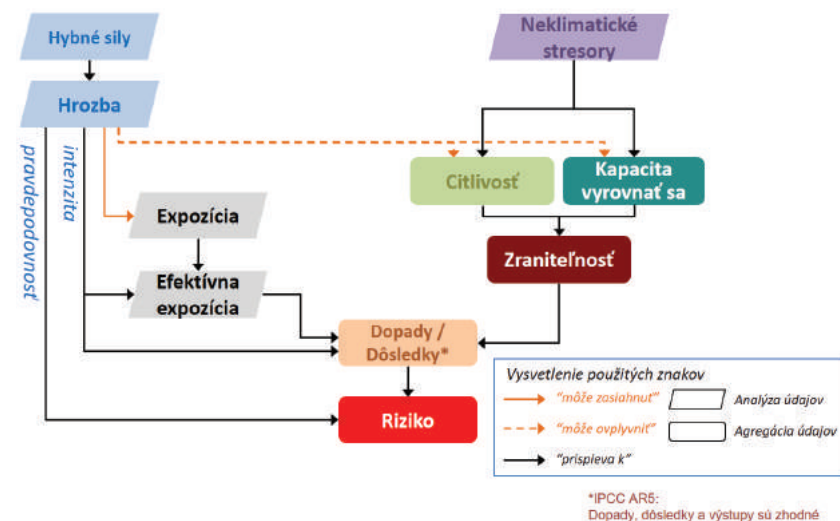 Hybné sily
Neklimatické
stresory
Hrozba
pravdepodovnosť
intenzita
Citlivosť
Kapacita
vyrovnať sa
Expozícia
Zraniteľnosť
Efektívna
expozícia
Dopady /
Dôsledky*
Riziko
Vysvetlenie použitých znakov
"môže zasiahnuť"
Analýza údajov
"môže ovplyvniť"
Agregácia údajov
"prispieva k"
*IPCC AR5:
Dopady, dôsledky a výstupy sú zhodné